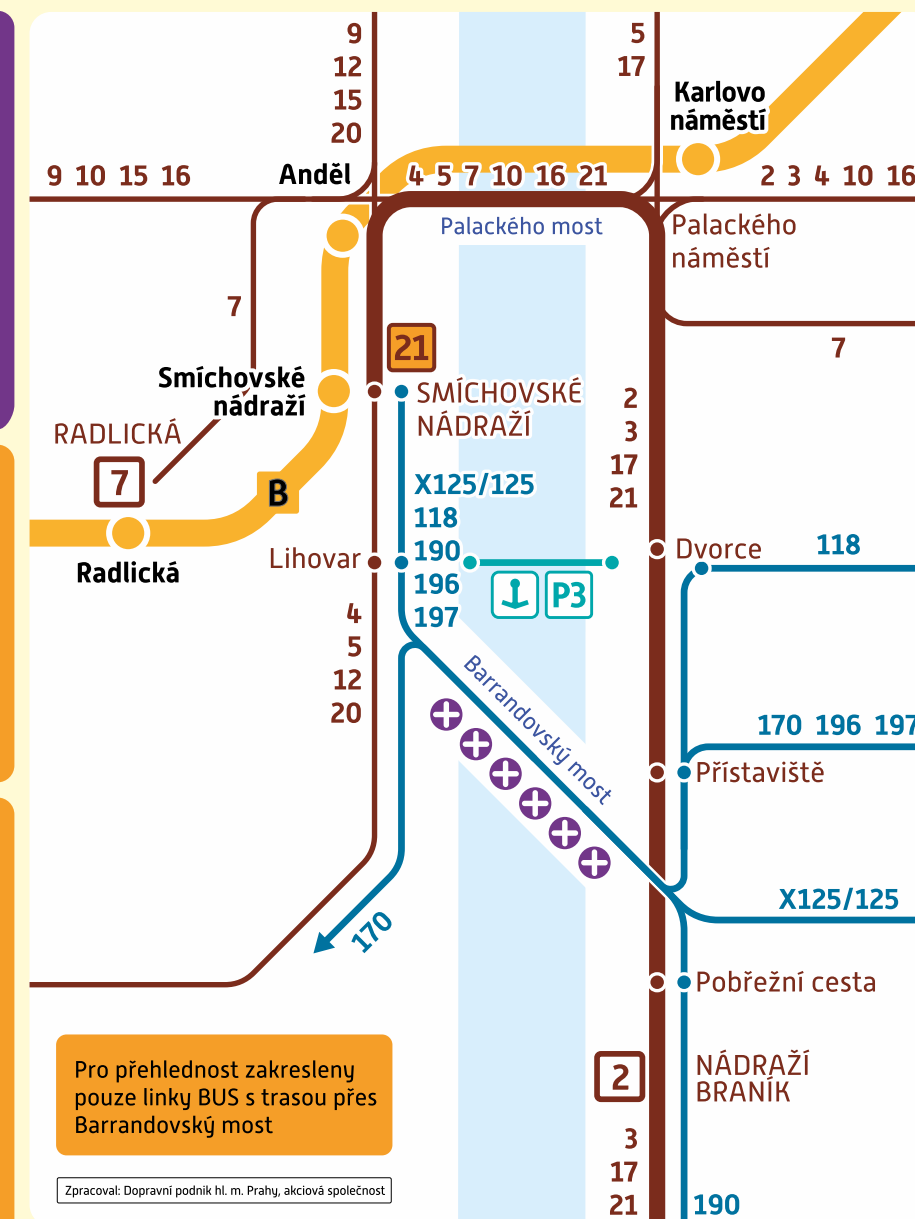 9
12
15
20
5
17
Karlovo
náměstí
9 10 15 16
Anděl
4 5 7 10 16 21
2 3 4 10 16
Palackého most
Palackého
náměstí
7
21
7
Smíchovské
nádraží
SMÍCHOVSKÉ
NÁDRAŽÍ
2
3
17
21
RADLICKÁ
7
B
X125/125
118
190
196
197
Radlická
Lihovar
P3
Dvorce
118
4
5
12
20
Barrandovský most
170 196 197
Přístaviště
X125/125
170
Pobřežní cesta
2
NÁDRAŽÍ
BRANÍK
Pro přehlednost zakresleny
pouze linky BUS s trasou přes
Barrandovský most
3
17
21
190
Zpracoval: Dopravní podnik hl. m. Prahy, akciová společnost